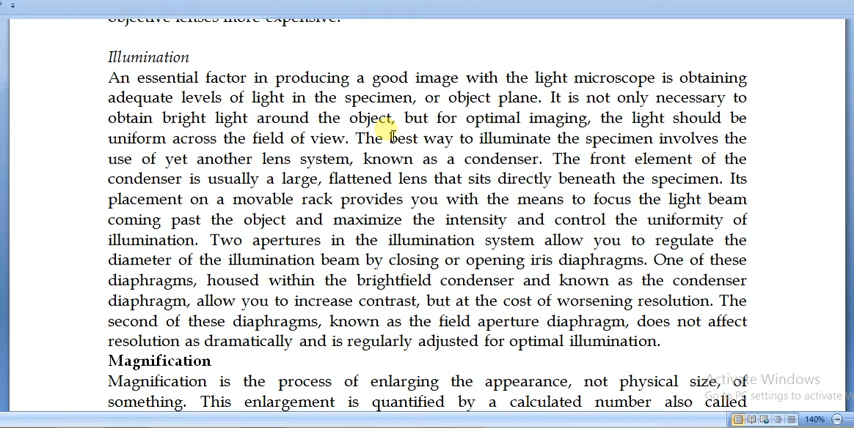 objective lenses more expensive.
Illumination
An essential factor in producing a good image with the light microscope is obtaining
adequate levels of light in the specimen, or object plane. It is not only necessary to
obtain bright light around the object, but for optimal imaging, the light should be
uniform across the field of view. The best way to illuminate the specimen involves the
use of yet another lens system, known as a condenser. The front element of the
condenser is usually a large, flattened lens that sits directly beneath the specimen. Its
placement on a movable rack provides you with the means to focus the light beam
coming past the object and maximize the intensity and control the uniformity of
illumination. Two apertures in the illumination system allow you to regulate the
diameter of the illumination beam by closing or opening iris diaphragms. One of these
diaphragms, housed within the brightfield condenser and known as the condenser
diaphragm, allow you to increase contrast, but at the cost of worsening resolution. The
second of these diaphragms, known as the field aperture diaphragm, does not affect
resolution as dramatically and is regularly adjusted for optimal illumination.
Magnification
Magnification is the process of enlarging the appearance, not physical size, of
something. This enlargement is quantified by a calculated number also called
Activate Windows
Go to PC settings to activate W
140%